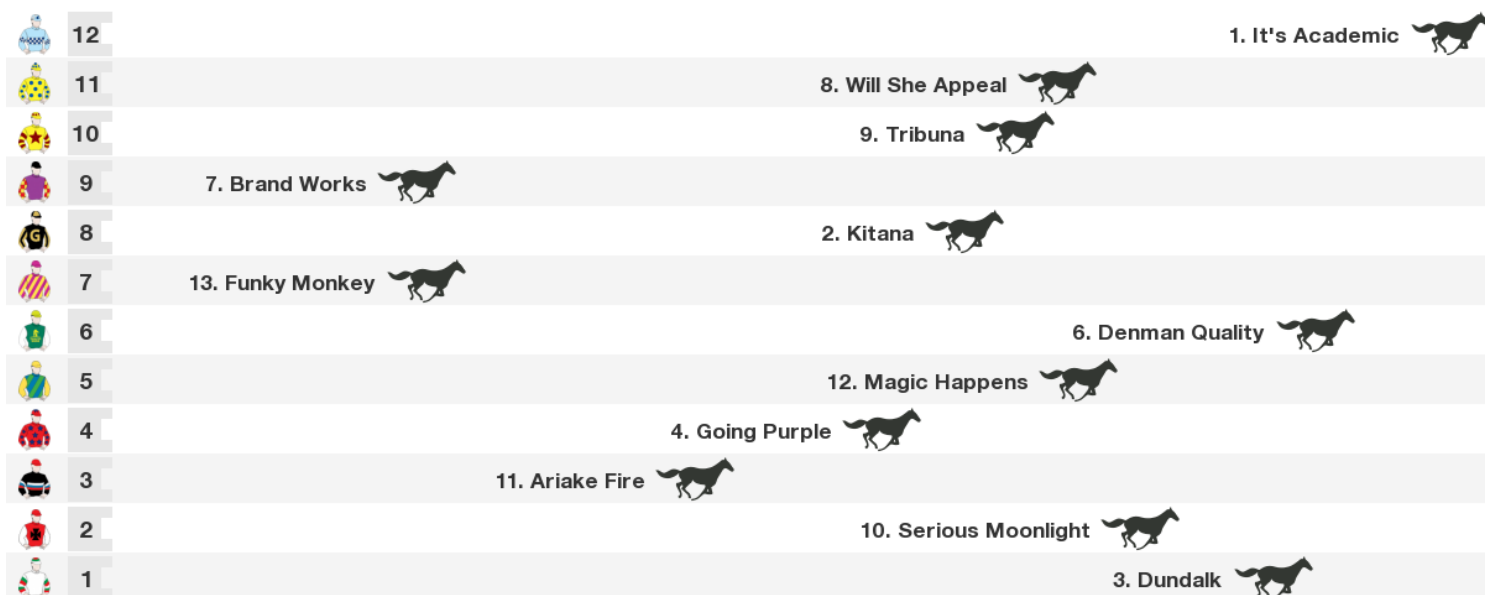 12 1. It's Academic
11 8. Will She Appeal
10 9. Tribuna
9 7. Brand Works
G 8 2. Kitana
7 13. Funky Monkey
6 6. Denman Quality
5 12. Magic Happens
4 4. Going Purple
3 11. Ariake Fire
2 10. Serious Moonlight
1 3. Dundalk